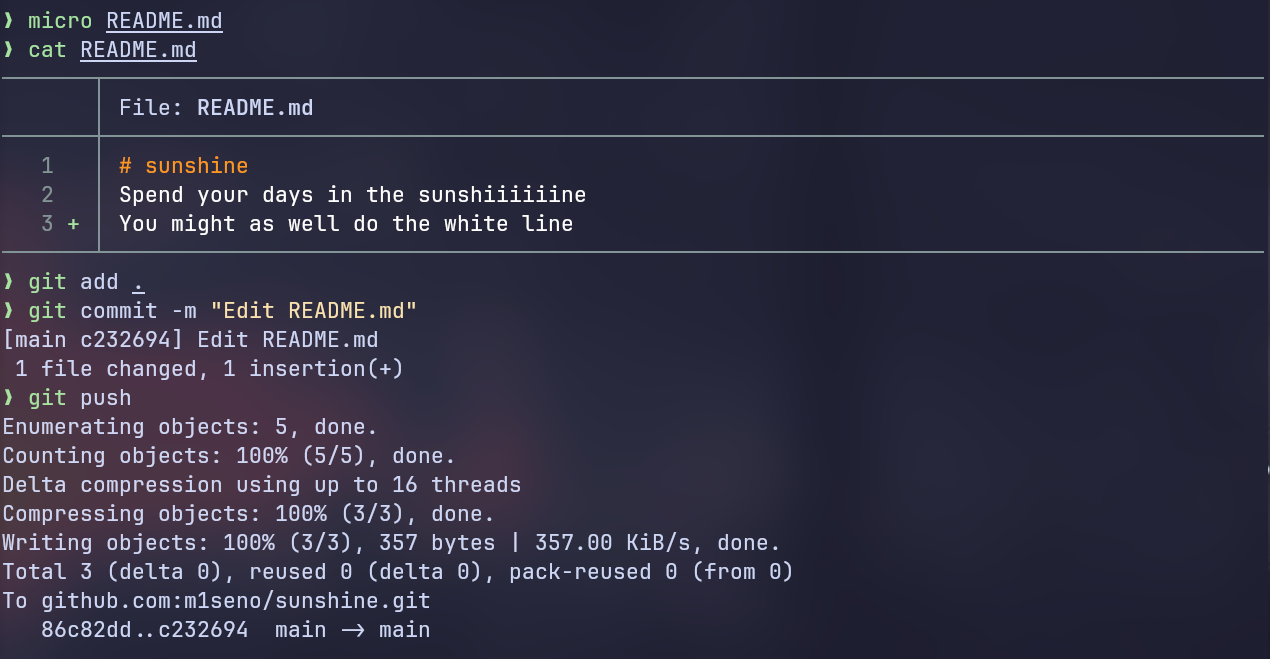 ❱ micro README.md
❱ cat README.md
File: README.md
1 # sunshine
2 Spend your days in the sunshiiiiiiine
3 + You might as well do the white line
❱ git add .
❱ git commit -m "Edit README.md"
[main c232694] Edit README.md
1 file changed, 1 insertion(+)
❱ git push
Enumerating objects: 5, done.
Counting objects: 100% (5/5), done.
Delta compression using up to 16 threads
Compressing objects: 100% (3/3), done.
Writing objects: 100% (3/3), 357 bytes | 357.00 KiB/s, done.
Total 3 (delta 0), reused 0 (delta 0), pack-reused 0 (from 0)
To github.com:m1seno/sunshine.git
86c82dd..c232694 main -> main